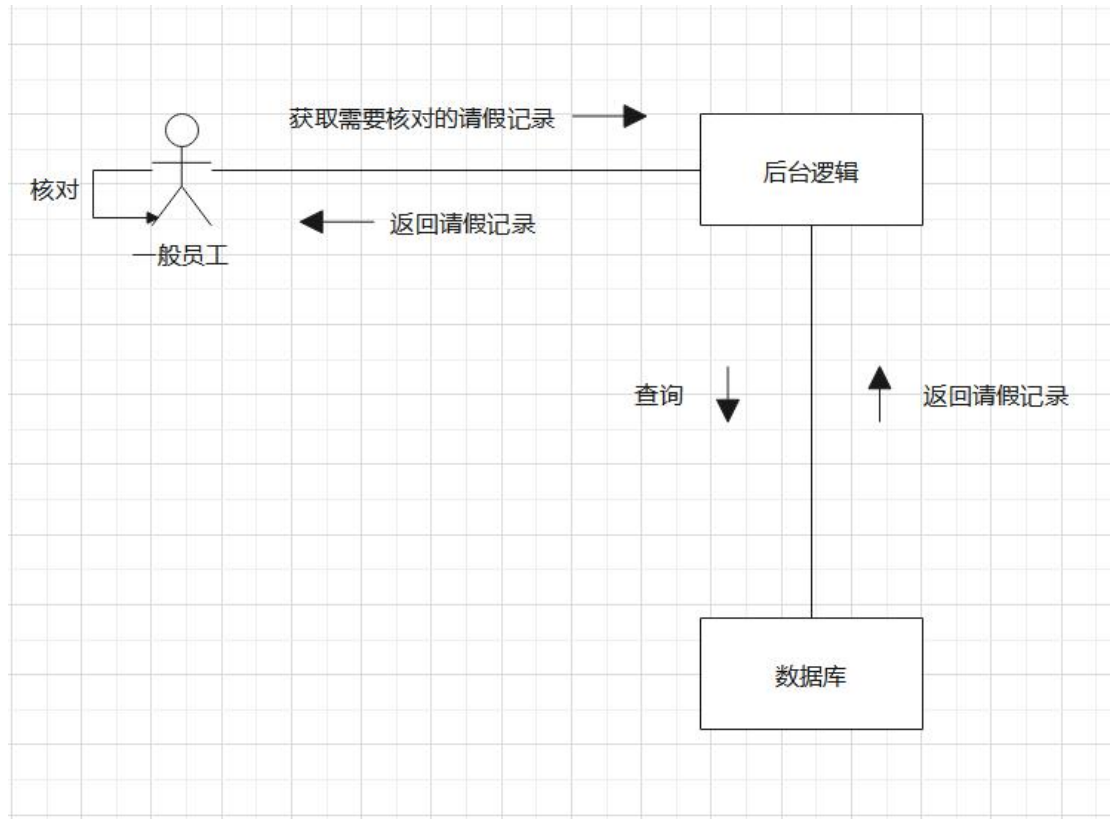 获取需要核对的请假记录
后台逻辑
核对
返回请假记录
一般员工
查询
返回请假记录
数据库